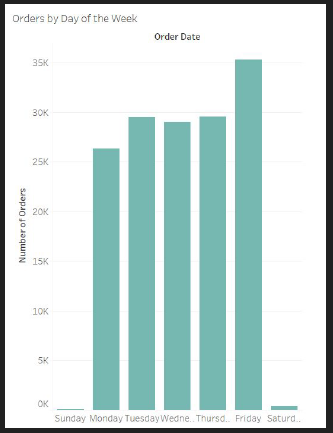 Orders by Day of the Week
Order Date
Number of Orders
35K
30K
25K
20K
15K
10K
5K
0K
Sunday Monday Tuesday Wedne.. Thursd.. Friday Saturd..